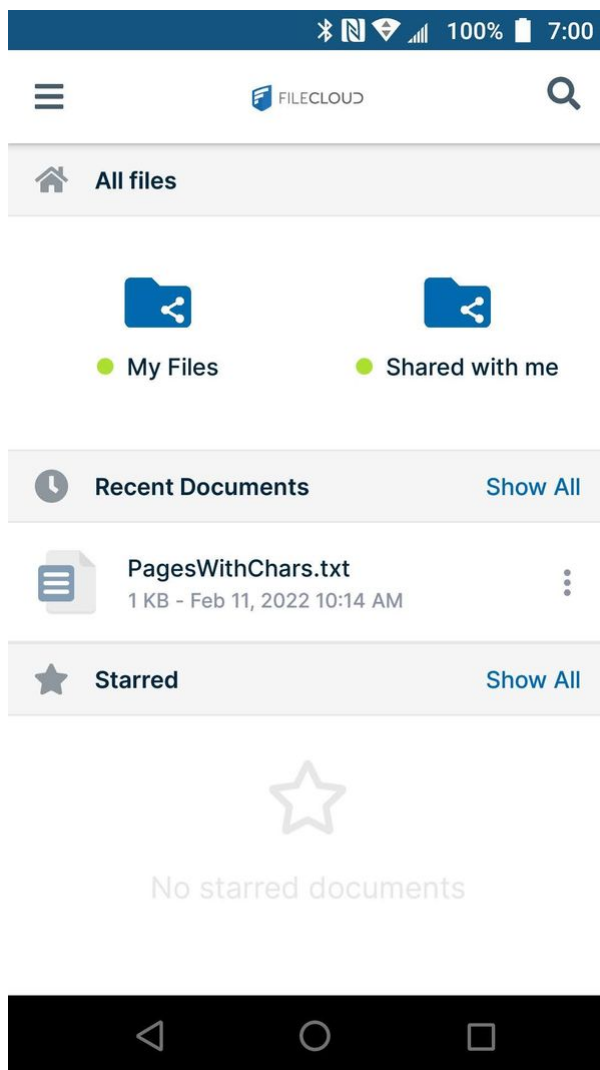 100% 7:00
FILECLOUD
All files
My Files Shared with me
Recent Documents Show All
PagesWithChars.txt
1 KB - Feb 11, 2022 10:14 AM
Starred Show All
No starred documents